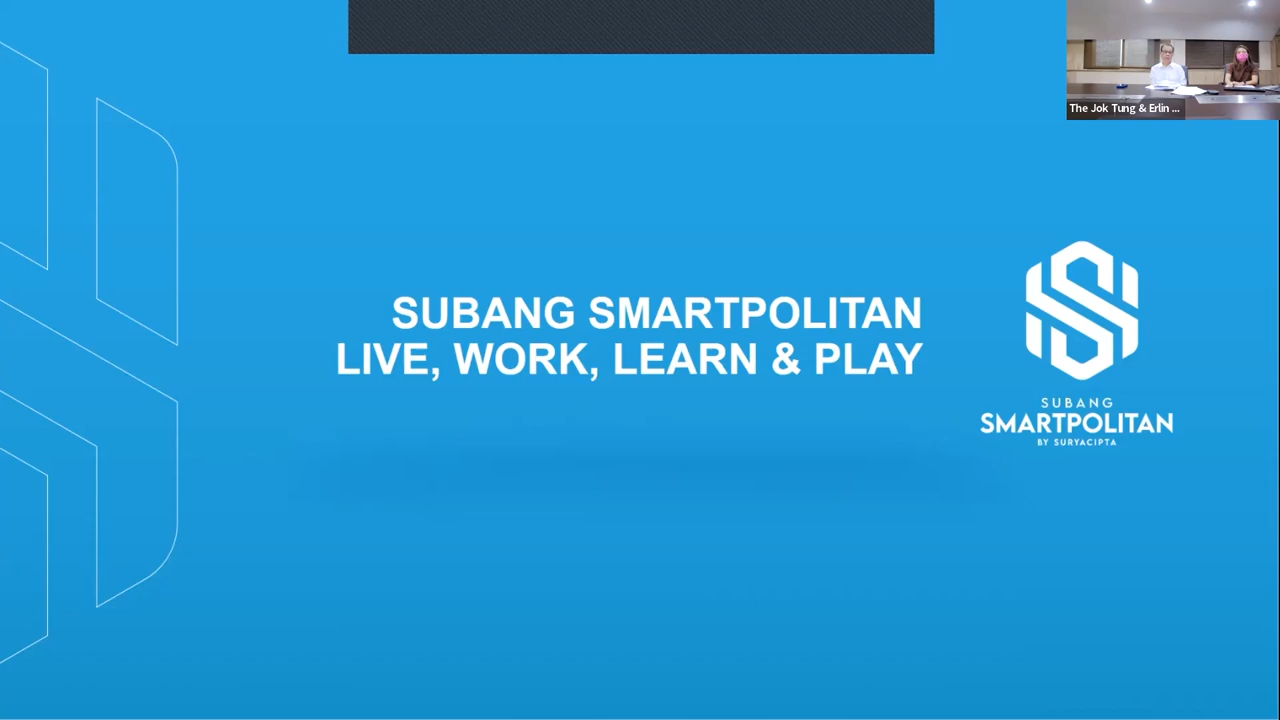 The Jok Tung & Erlin ...
SUBANG SMARTPOLITAN
LIVE, WORK, LEARN & PLAY
SUBANG
SMARTPOLITAN
BY SURYACIPTA